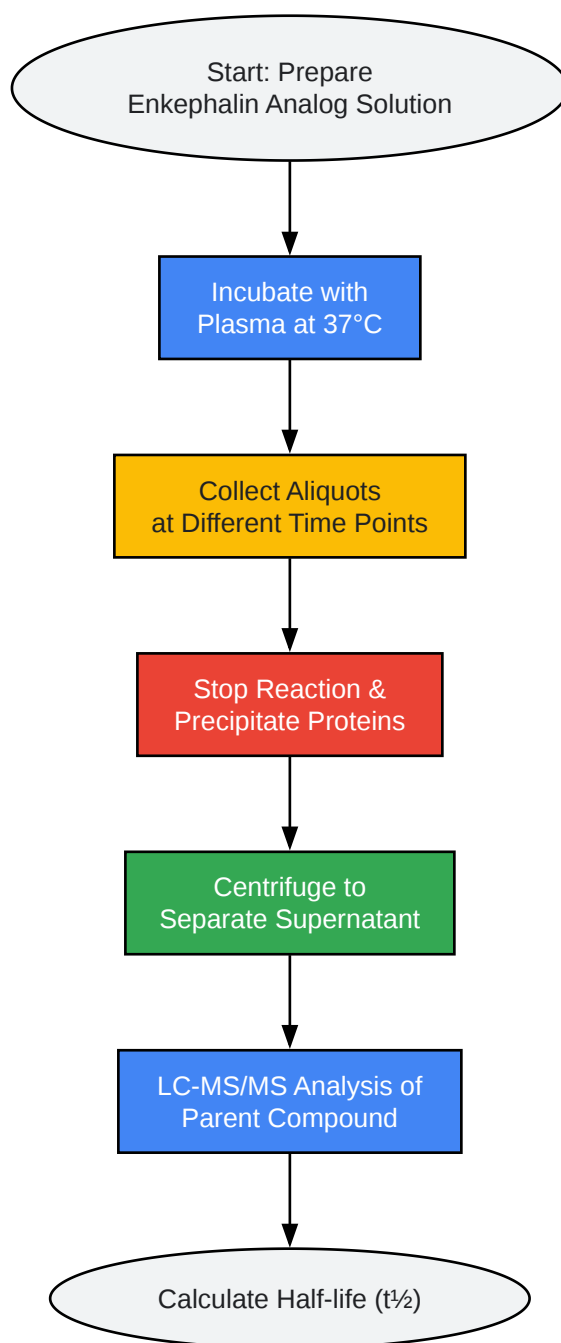 Start: Prepare
Enkephalin Analog Solution
Incubate with
Plasma at 37°C
Collect Aliquots
at Different Time Points
Stop Reaction &
Precipitate Proteins
Centrifuge to
Separate Supernatant
LC-MS/MS Analysis of
Parent Compound
Calculate Half-life (t½)